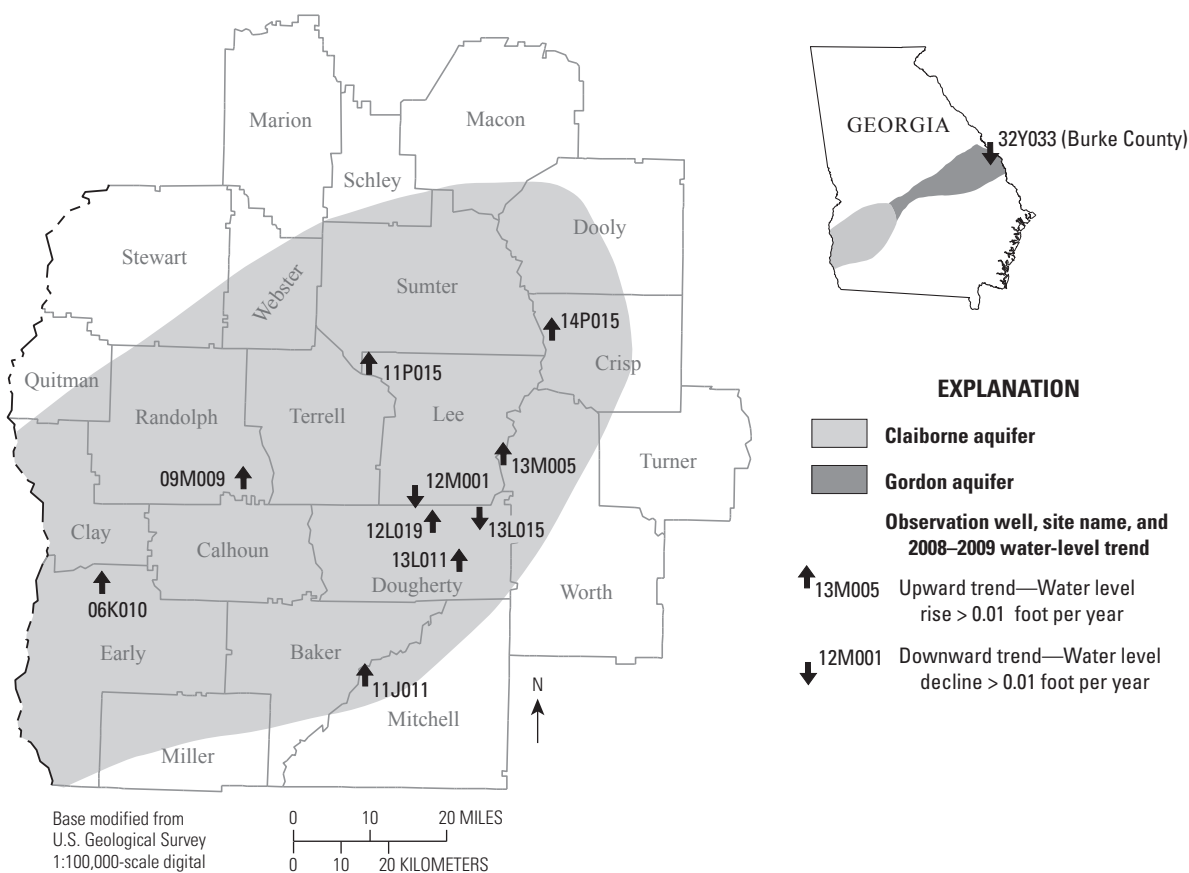 Marion
Macon
Schley
Dooly
Stewart
Webster
Sumter
14P015
Crisp
Quitman
11P015
Randolph
Terrell
Lee
Turner
09M009
12M001
13M005
Clay
Calhoun
12L019
13L015
13L011
Dougherty
Worth
06K010
Early
Baker
11J011
Mitchell
Miller
N
Base modified from
U.S. Geological Survey
1:100,000-scale digital
0 10 20 MILES
0 10 20 KILOMETERS
GEORGIA
32Y033 (Burke County)
EXPLANATION
Claiborne aquifer
Gordon aquifer
Observation well, site name, and
2008–2009 water-level trend
13M005 Upward trend—Water level
rise > 0.01 foot per year
12M001 Downward trend—Water level
decline > 0.01 foot per year